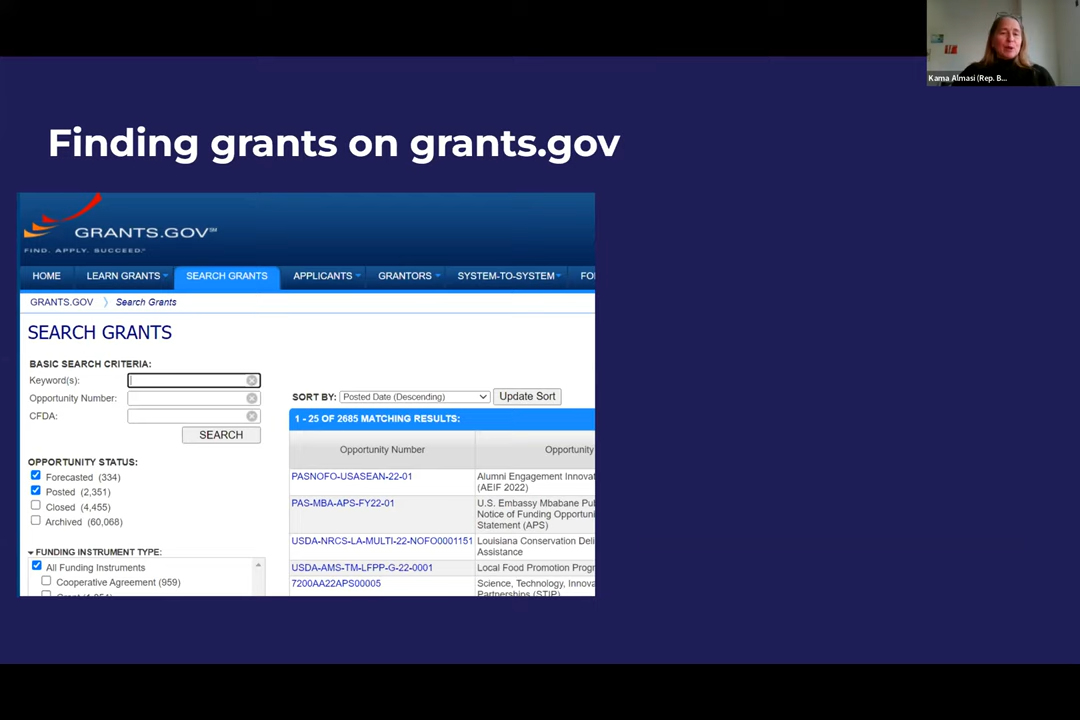 Kama Almasi (Rep. B...
Finding grants on grants.gov
GRANTS.GOV℠
FIND. APPLY. SUCCEED.℠
HOME LEARN GRANTS SEARCH GRANTS APPLICANTS GRANTORS SYSTEM-TO-SYSTEM FO
GRANTS.GOV 〉 Search Grants
SEARCH GRANTS
BASIC SEARCH CRITERIA:
Keyword(s):
Opportunity Number:
CFDA:
SEARCH
OPPORTUNITY STATUS:
Forecasted (334)
Posted (2,351)
Closed (4,455)
Archived (60,068)
FUNDING INSTRUMENT TYPE:
All Funding Instruments
Cooperative Agreement (959)
SORT BY: Posted Date (Descending) Update Sort
1 - 25 OF 2685 MATCHING RESULTS:
Opportunity Number Opportunity
PASNOFO-USASEAN-22-01 Alumni Engagement Innovat
(AEIF 2022)
PAS-MBA-APS-FY22-01 U.S. Embassy Mbabane Pub
Notice of Funding Opportuni
Statement (APS)
USDA-NRCS-LA-MULTI-22-NOFO0001151 Louisiana Conservation Deli
Assistance
USDA-AMS-TM-LFPP-G-22-0001 Local Food Promotion Progr
7200AA22APS00005 Science, Technology, Innova
Partnerships (STIP)